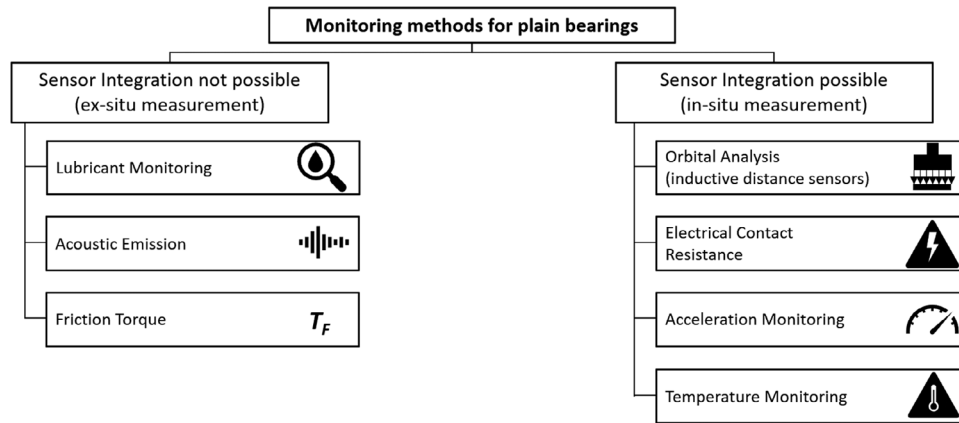 Monitoring methods for plain bearings
Sensor Integration not possible
(ex-situ measurement)
Lubricant Monitoring
Acoustic Emission
Friction Torque
T_F
Sensor Integration possible
(in-situ measurement)
Orbital Analysis
(inductive distance sensors)
Electrical Contact
Resistance
Acceleration Monitoring
Temperature Monitoring